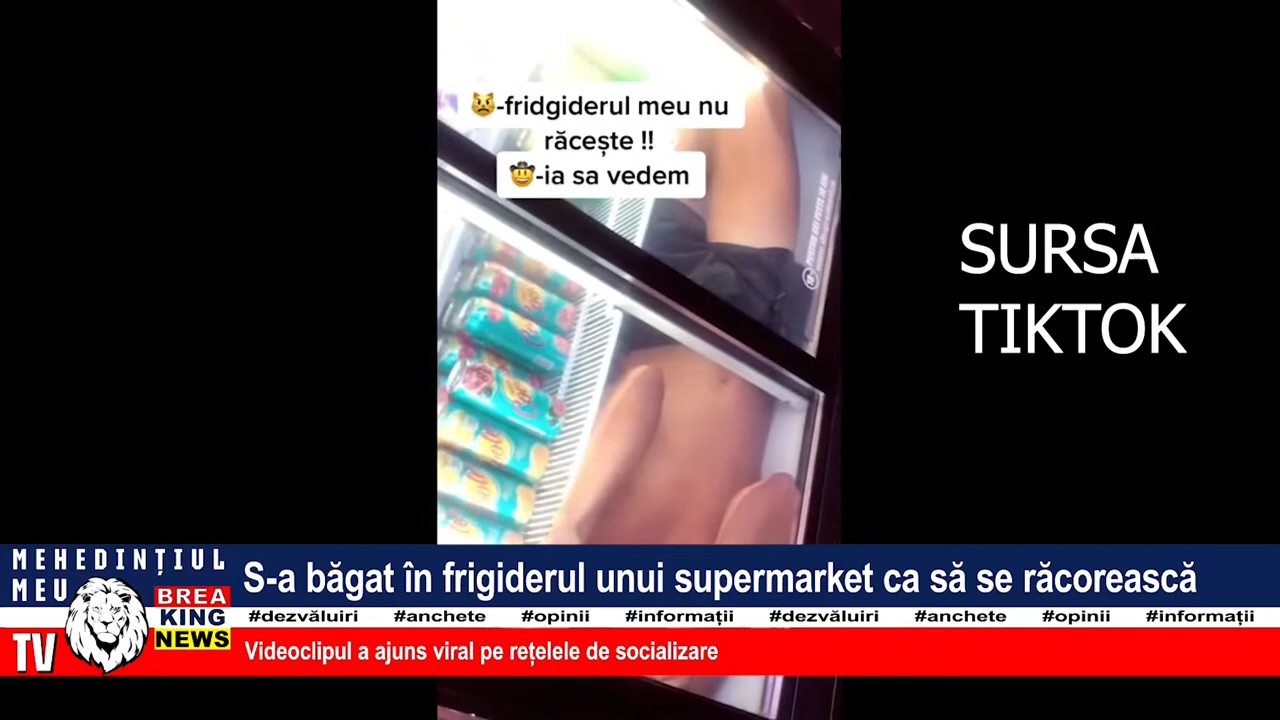 -fridgiderul meu nu
răcește !!
-ia sa vedem
SURSA
TIKTOK
MEHEDINȚIUL
MEU
TV
BREA
KING
NEWS
S-a băgat în frigiderul unui supermarket ca să se răcorească
#dezvăluiri #anchete #opinii #informații #dezvăluiri #anchete #opinii #informații
Videoclipul a ajuns viral pe rețelele de socializare